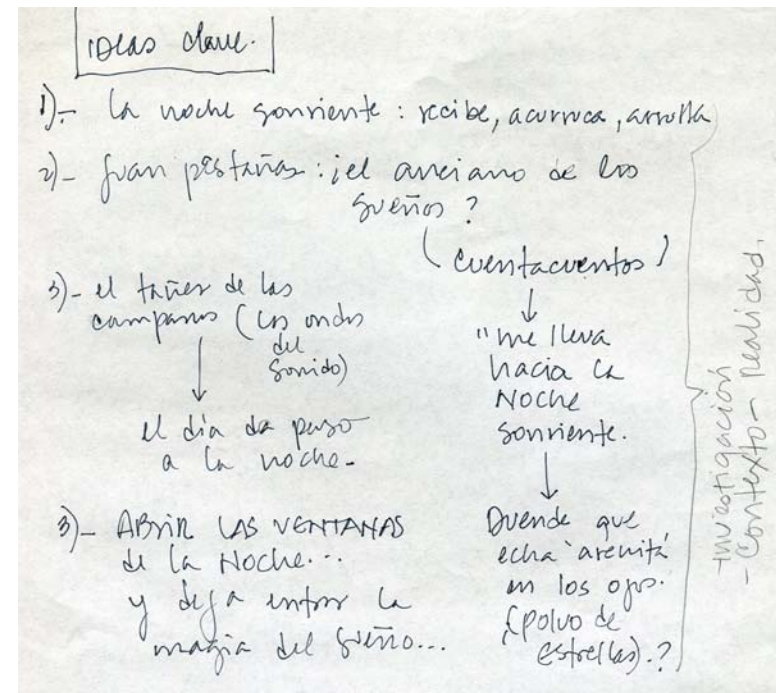 ideas clave.
1)- la noche sonriente: recibe, acurruca, arrulla
2)- Juan pestañas: ¡el anciano de los
sueños?
(cuentacuentos)
"me lleva
hacia la
Noche
sonriente.
Duende que
echa arenita
en los ojos.
(polvo de
estrellas).?
3)- el tañer de las
campanas (las ondas
del
sonido)
el día da paso
a la noche-
3)- ABRIR LAS VENTANAS
de la Noche...
y deja entrar la
magia del sueño...
-investigación
- Contexto - realidad.